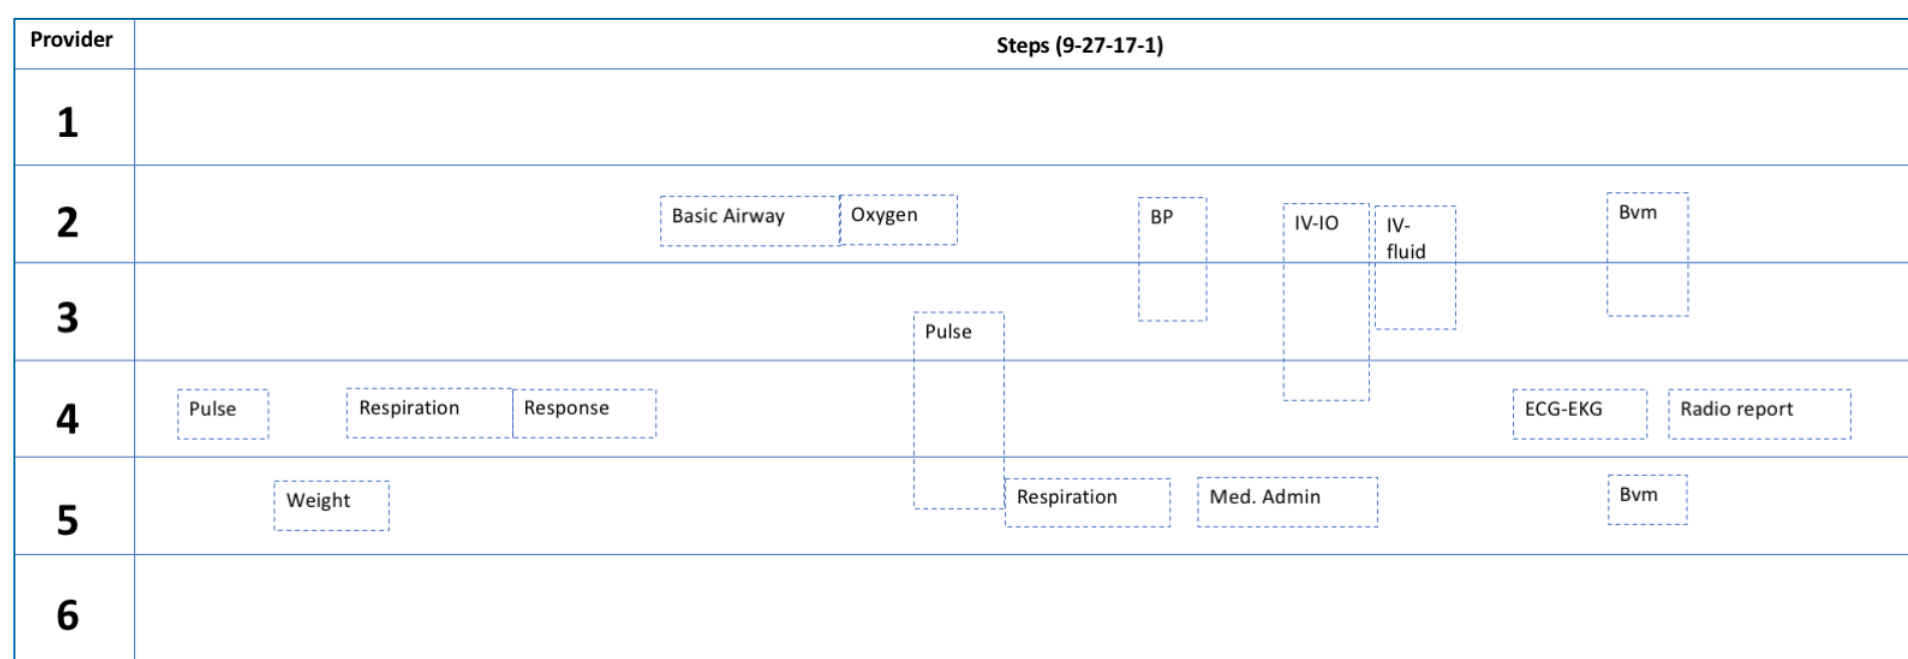 Provider
Steps (9-27-17-1)
1
2
Basic Airway
Oxygen
BP
IV-IO
IV-
fluid
Bvm
3
Pulse
4
Pulse
Respiration
Response
ECG-EKG
Radio report
5
Weight
Respiration
Med. Admin
Bvm
6